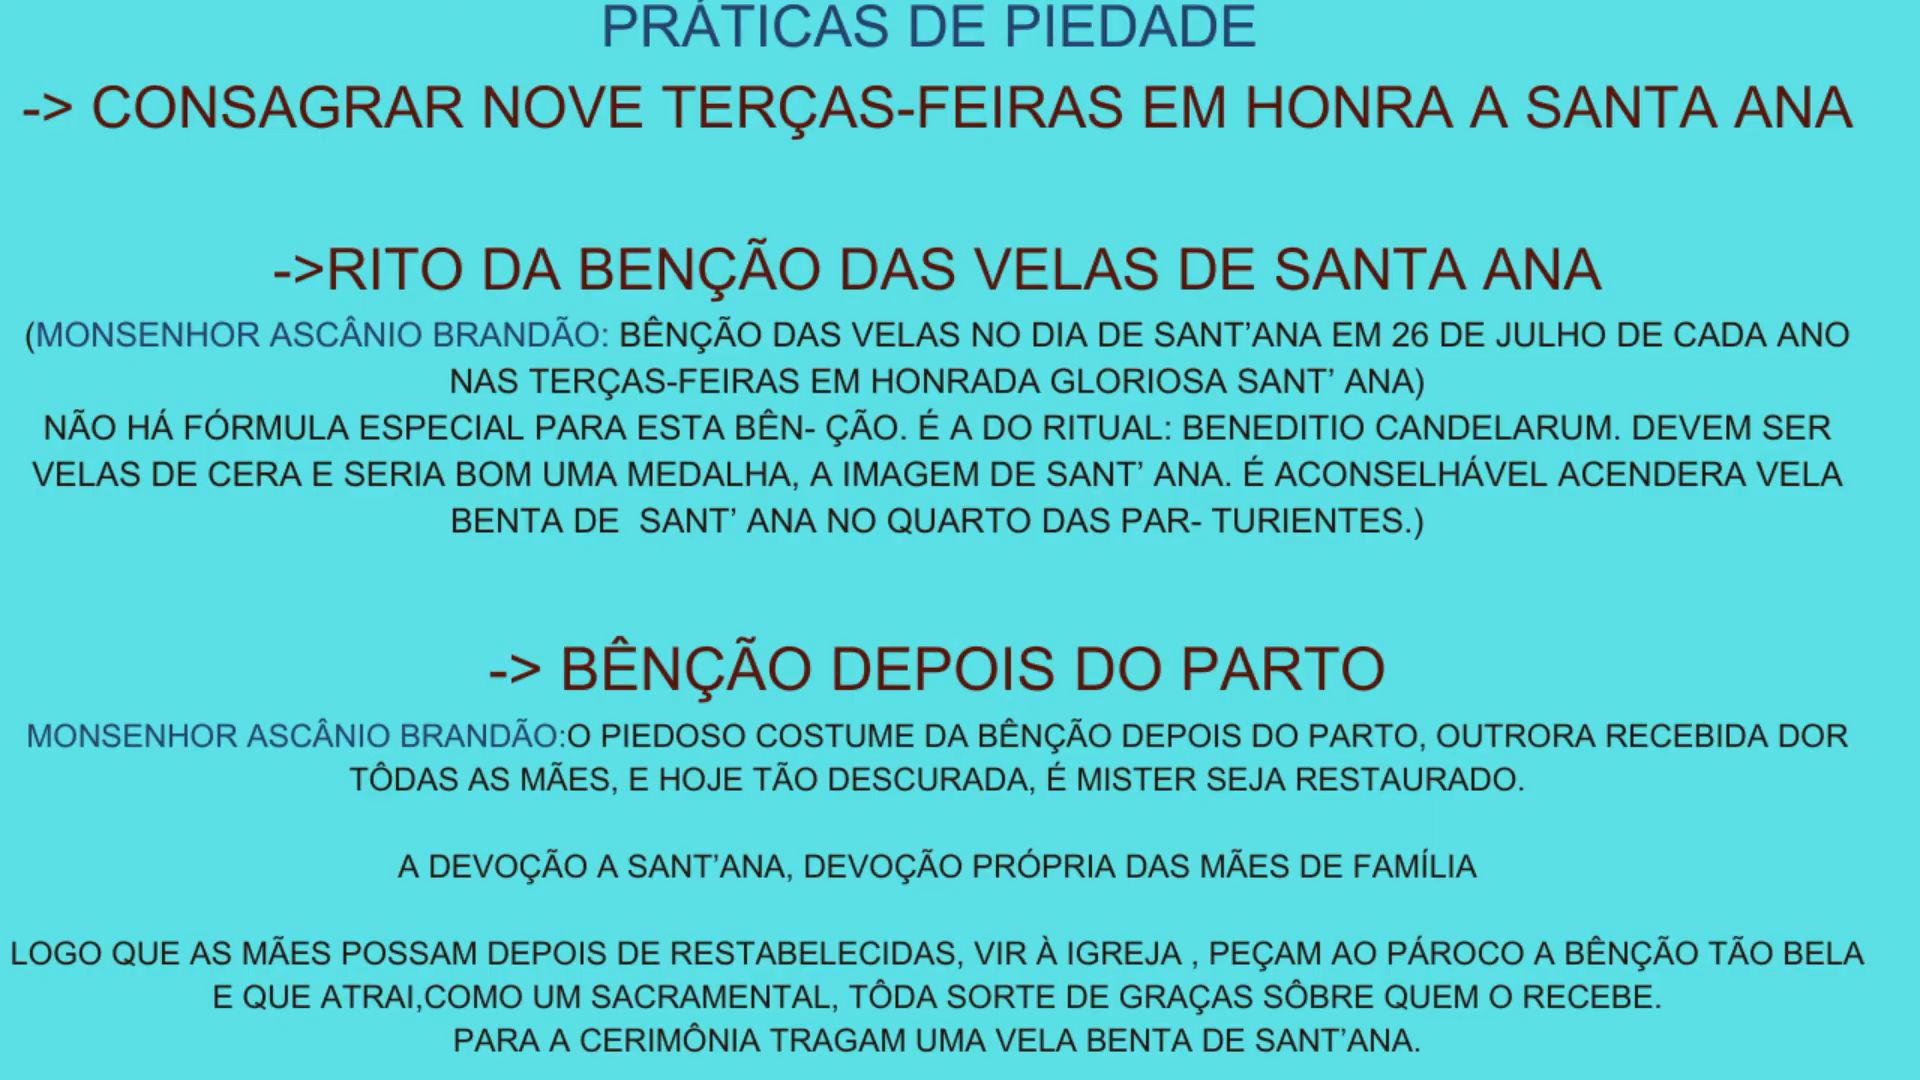 PRÁTICAS DE PIEDADE
-> CONSAGRAR NOVE TERÇAS-FEIRAS EM HONRA A SANTA ANA
->RITO DA BENÇÃO DAS VELAS DE SANTA ANA
(MONSENHOR ASCÂNIO BRANDÃO: BÊNÇÃO DAS VELAS NO DIA DE SANT’ANA EM 26 DE JULHO DE CADA ANO
NAS TERÇAS-FEIRAS EM HONRADA GLORIOSA SANT’ ANA)
NÃO HÁ FÓRMULA ESPECIAL PARA ESTA BÊN- ÇÃO. É A DO RITUAL: BENEDITIO CANDELARUM. DEVEM SER
VELAS DE CERA E SERIA BOM UMA MEDALHA, A IMAGEM DE SANT’ ANA. É ACONSELHÁVEL ACENDERA VELA
BENTA DE  SANT’ ANA NO QUARTO DAS PAR- TURIENTES.)
-> BÊNÇÃO DEPOIS DO PARTO
MONSENHOR ASCÂNIO BRANDÃO:O PIEDOSO COSTUME DA BÊNÇÃO DEPOIS DO PARTO, OUTRORA RECEBIDA DOR
TÔDAS AS MÃES, E HOJE TÃO DESCURADA, É MISTER SEJA RESTAURADO.
A DEVOÇÃO A SANT’ANA, DEVOÇÃO PRÓPRIA DAS MÃES DE FAMÍLIA
LOGO QUE AS MÃES POSSAM DEPOIS DE RESTABELECIDAS, VIR À IGREJA , PEÇAM AO PÁROCO A BÊNÇÃO TÃO BELA
E QUE ATRAI,COMO UM SACRAMENTAL, TÔDA SORTE DE GRAÇAS SÔBRE QUEM O RECEBE.
PARA A CERIMÔNIA TRAGAM UMA VELA BENTA DE SANT’ANA.